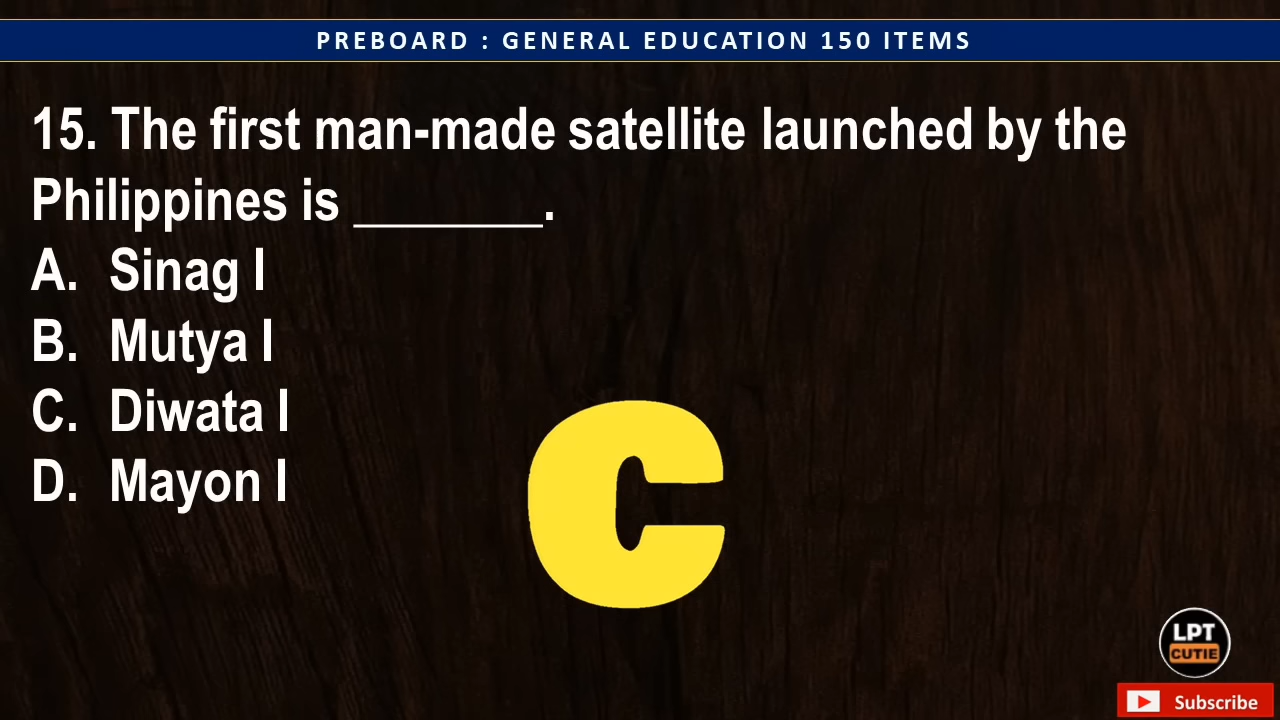 PREBOARD : GENERAL EDUCATION 150 ITEMS
15. The first man-made satellite launched by the
Philippines is ________.
A. Sinag I
B. Mutya I
C. Diwata I
D. Mayon I
C
LPT
CUTIE
Subscribe